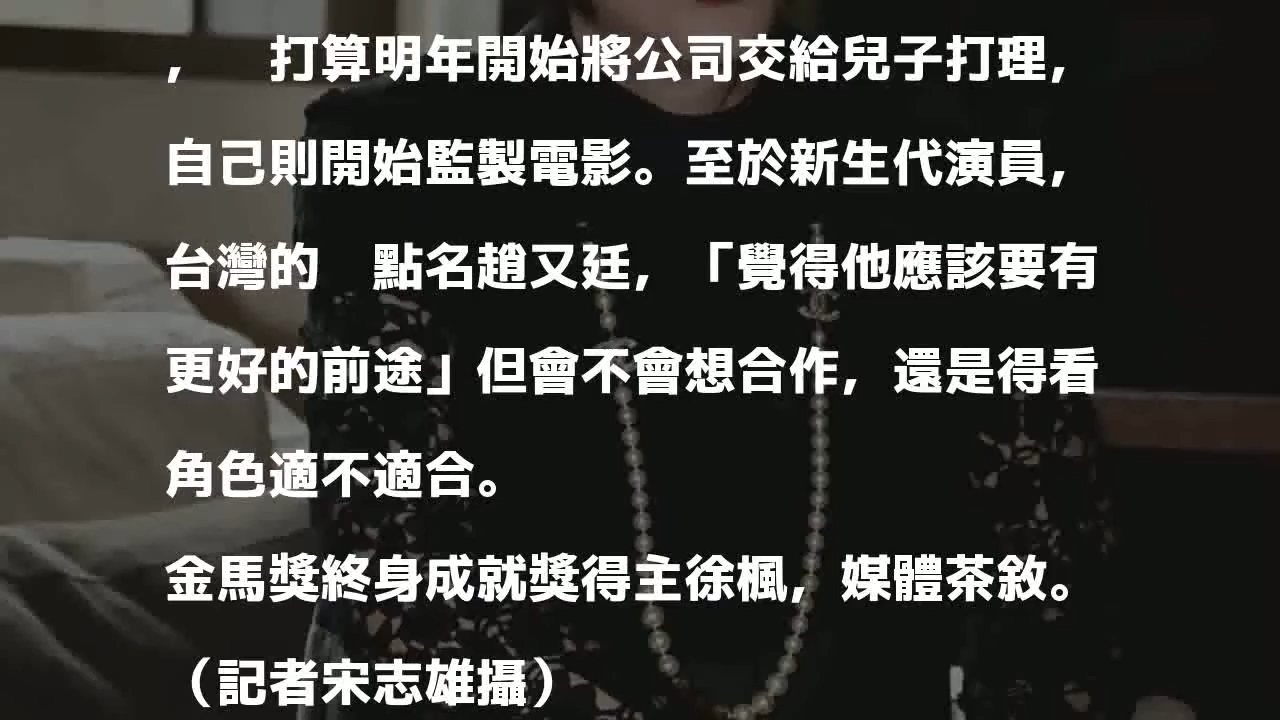 ，　打算明年開始將公司交給兒子打理，
自己則開始監製電影。至於新生代演員，
台灣的　點名趙又廷，「覺得他應該要有
更好的前途」但會不會想合作，還是得看
角色適不適合。
金馬獎終身成就獎得主徐楓，媒體茶敘。
（記者宋志雄攝）